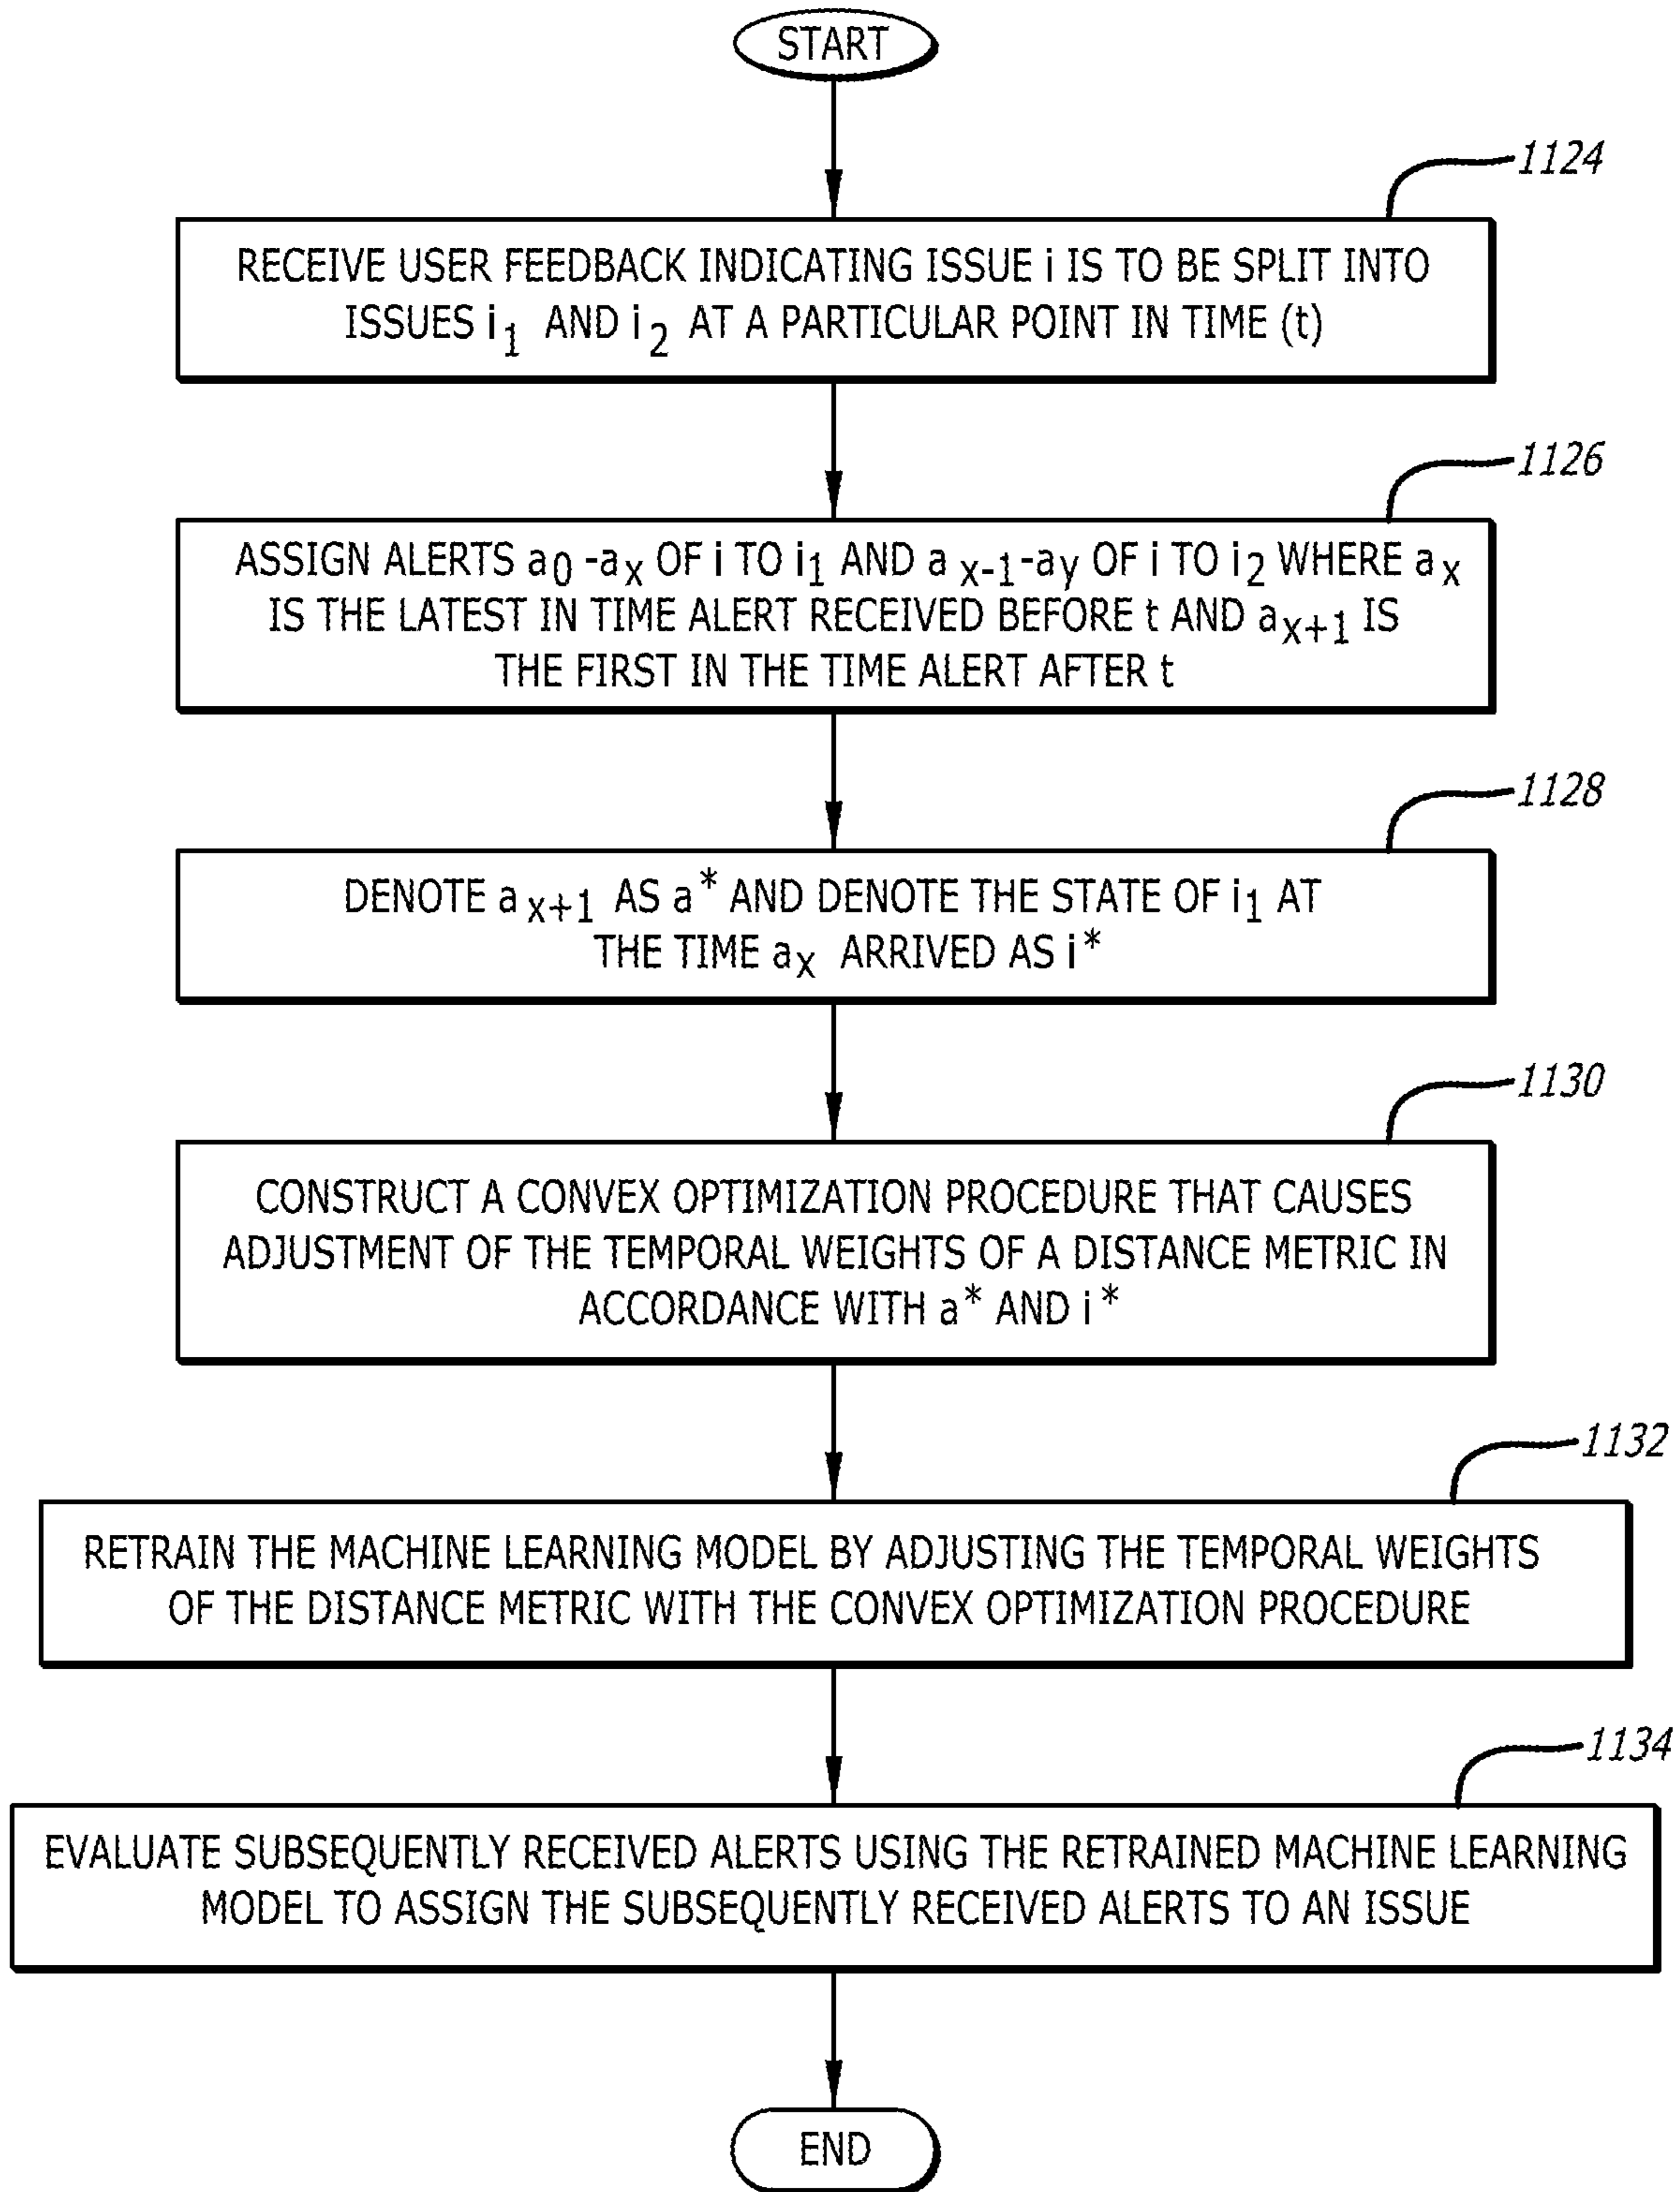 START
1124
RECEIVE USER FEEDBACK INDICATING ISSUE i IS TO BE SPLIT INTO
ISSUES i₁ AND i₂ AT A PARTICULAR POINT IN TIME (t)
1126
ASSIGN ALERTS a₀ -aₓ OF i TO i₁ AND a ₓ₋₁-ay OF i TO i₂ WHERE a ₓ
IS THE LATEST IN TIME ALERT RECEIVED BEFORE t AND aₓ₊₁ IS
THE FIRST IN THE TIME ALERT AFTER t
1128
DENOTE aₓ₊₁ AS a* AND DENOTE THE STATE OF i₁ AT
THE TIME aₓ ARRIVED AS i*
1130
CONSTRUCT A CONVEX OPTIMIZATION PROCEDURE THAT CAUSES
ADJUSTMENT OF THE TEMPORAL WEIGHTS OF A DISTANCE METRIC IN
ACCORDANCE WITH a* AND i*
1132
RETRAIN THE MACHINE LEARNING MODEL BY ADJUSTING THE TEMPORAL WEIGHTS
OF THE DISTANCE METRIC WITH THE CONVEX OPTIMIZATION PROCEDURE
1134
EVALUATE SUBSEQUENTLY RECEIVED ALERTS USING THE RETRAINED MACHINE LEARNING
MODEL TO ASSIGN THE SUBSEQUENTLY RECEIVED ALERTS TO AN ISSUE
END